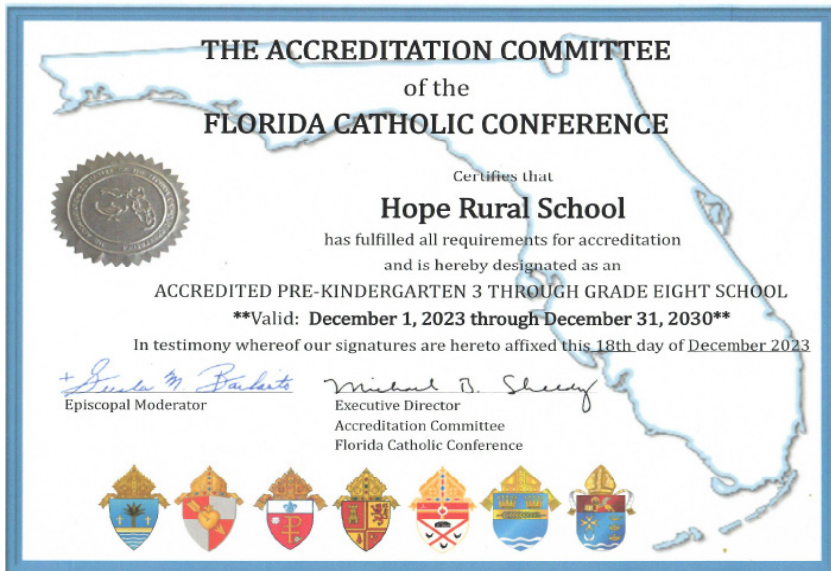 THE ACCREDITATION COMMITTEE
of the
FLORIDA CATHOLIC CONFERENCE
Certifies that
Hope Rural School
has fulfilled all requirements for accreditation
and is hereby designated as an
ACCREDITED PRE-KINDERGARTEN 3 THROUGH GRADE EIGHT SCHOOL
**Valid: December 1, 2023 through December 31, 2030**
In testimony whereof our signatures are hereto affixed this 18th day of December 2023
Michael B. Sheedy
Episcopal Moderator
Executive Director
Accreditation Committee
Florida Catholic Conference